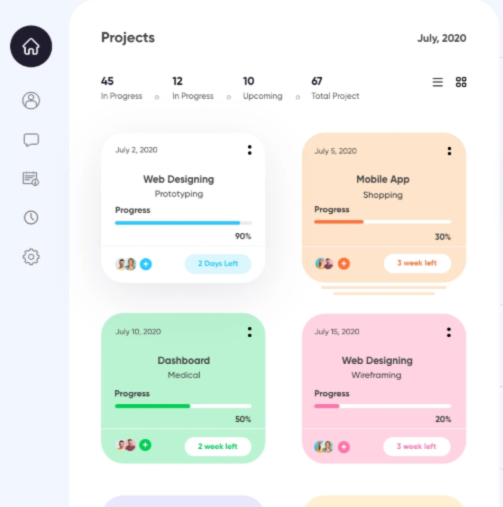 Projects
July, 2020
45
In Progress
12
In Progress
10
Upcoming
67
Total Project
July 2, 2020
Web Designing
Prototyping
Progress
90%
2 Days Left
July 5, 2020
Mobile App
Shopping
Progress
30%
3 week left
July 10, 2020
Dashboard
Medical
Progress
50%
2 week left
July 15, 2020
Web Designing
Wireframing
Progress
20%
3 week left